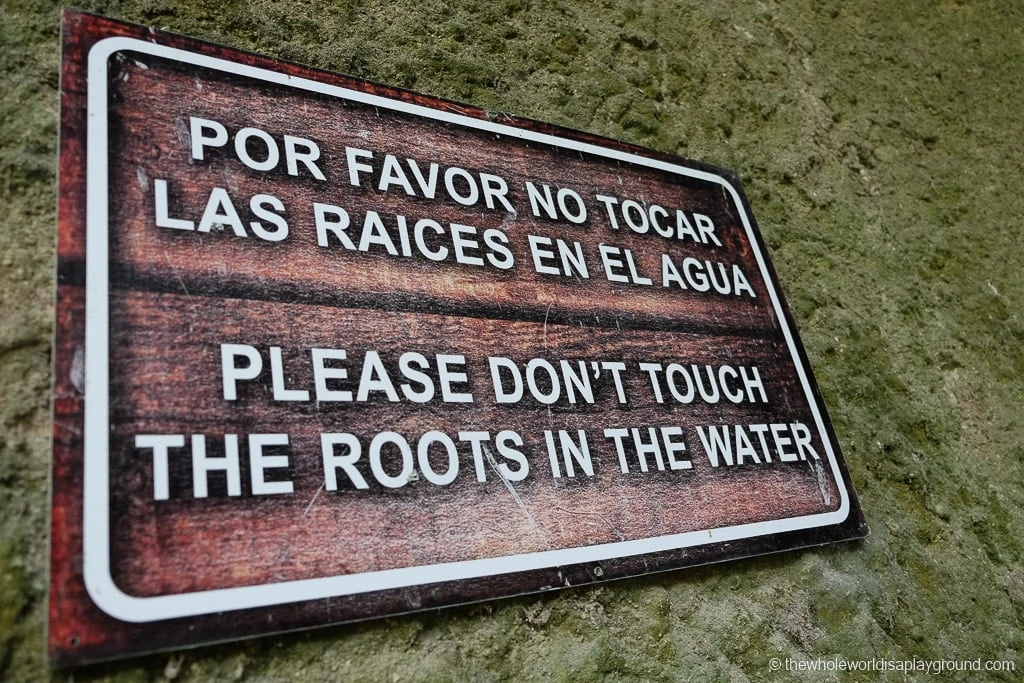 POR FAVOR NO TOCAR
LAS RAICES EN EL AGUA
PLEASE DON'T TOUCH
THE ROOTS IN THE WATER
© thewholeworldisaplayground.com